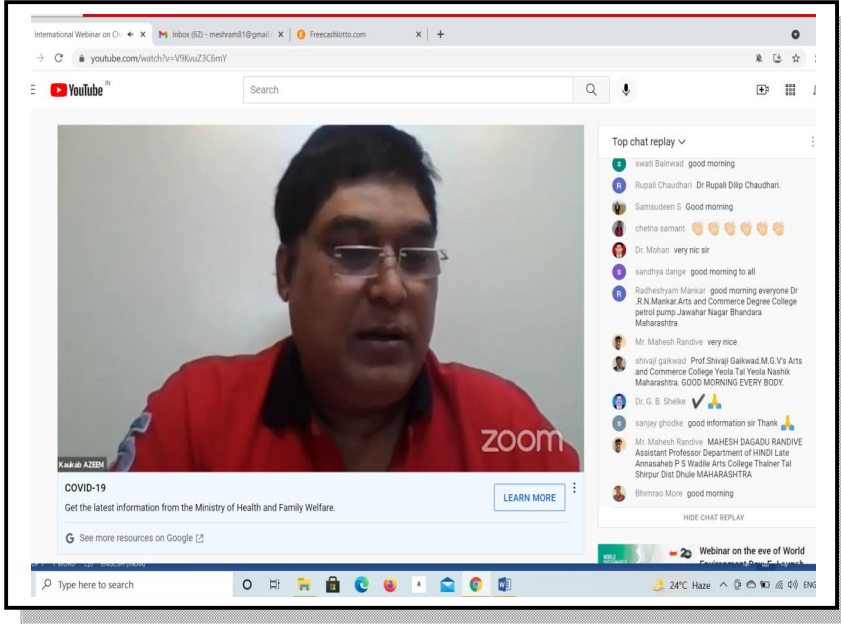 International Webinar on Ch
Inbox (62) - meshram81@gmail.
Freecashlotto.com
youtube.com/watch?v=V9KvuZ3C6mY
YouTube IN
Search
Top chat replay
swati Bainwad good morning
Rupali Chaudhari Dr Rupali Dilip Chaudhari.
Samsudeen S Good morning
chetna samant 👏🏻👏🏻👏🏻👏🏻👏🏻👏🏻
Dr. Mohan very nic sir
sandhya dange good morning to all
Radheshyam Mankar good morning everyone Dr
.R.N.Mankar.Arts and Commerce Degree College
petrol pump Jawahar Nagar Bhandara
Maharashtra
Mr. Mahesh Randive very nice
shivaji gaikwad Prof.Shivaji Gaikwad.M.G.V's Arts
and Commerce College Yeola Tal Yeola Nashik
Maharashtra. GOOD MORNING EVERY BODY.
Dr. G. B. Shelke ✔🙏
sanjay ghodke good information sir Thank 🙏
Mr. Mahesh Randive MAHESH DAGADU RANDIVE
Assistant Professor Department of HINDI Late
Annasaheb P S Wadile Arts College Thalner Tal
Shirpur Dist Dhule MAHARASHTRA
Bhimrao More good morning
HIDE CHAT REPLAY
zoom
Kaukab AZEEM
COVID-19
Get the latest information from the Ministry of Health and Family Welfare.
LEARN MORE
See more resources on Google
Webinar on the eve of World
Type here to search
24°C Haze
ENG